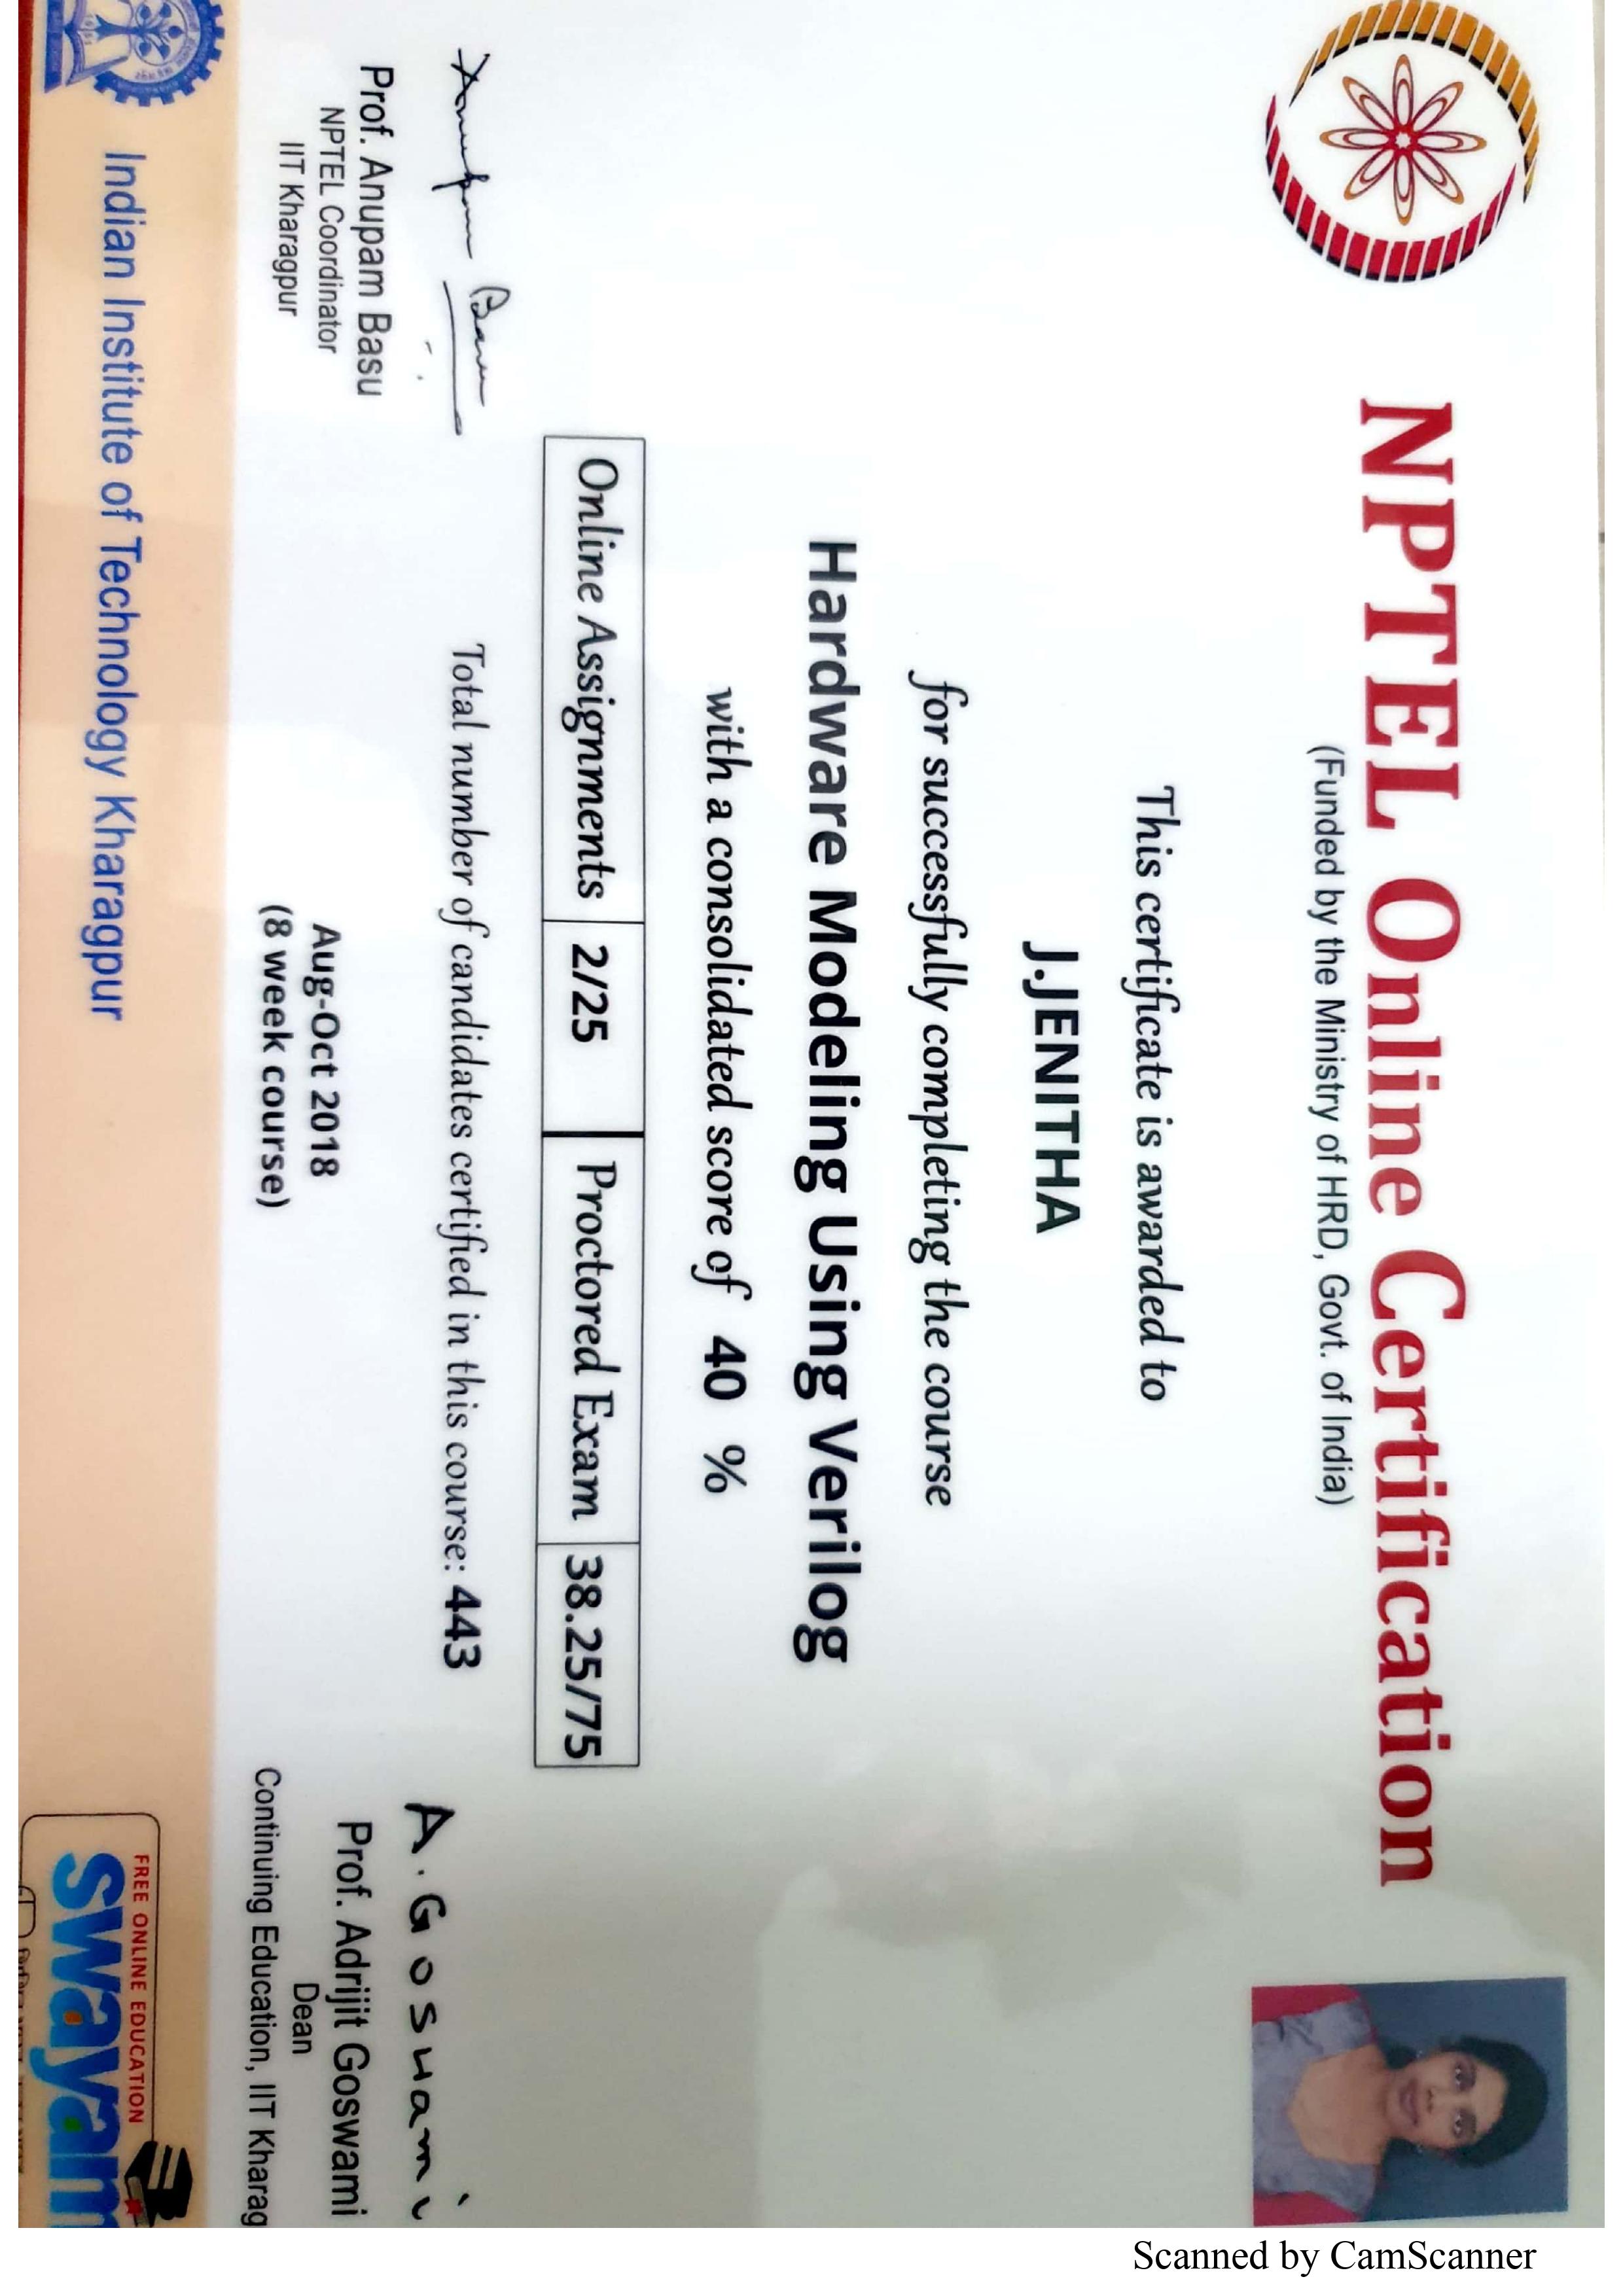 NPTEL Online Certification
(Funded by the Ministry of HRD, Govt. of India)
This certificate is awarded to
J.JENITHA
for successfully completing the course
Hardware Modeling Using Verilog
with a consolidated score of 40 %
Online Assignments 2/25 Proctored Exam 38.25/75
Total number of candidates certified in this course: 443
Anupam Basu
A. Goswami
Prof. Anupam Basu
NPTEL Coordinator
IIT Kharagpur
Aug-Oct 2018
(8 week course)
Prof. Adrijit Goswami
Dean
Continuing Education, IIT Kharag
Indian Institute of Technology Kharagpur
1951
FREE ONLINE EDUCATION
swayam
Scanned by CamScanner